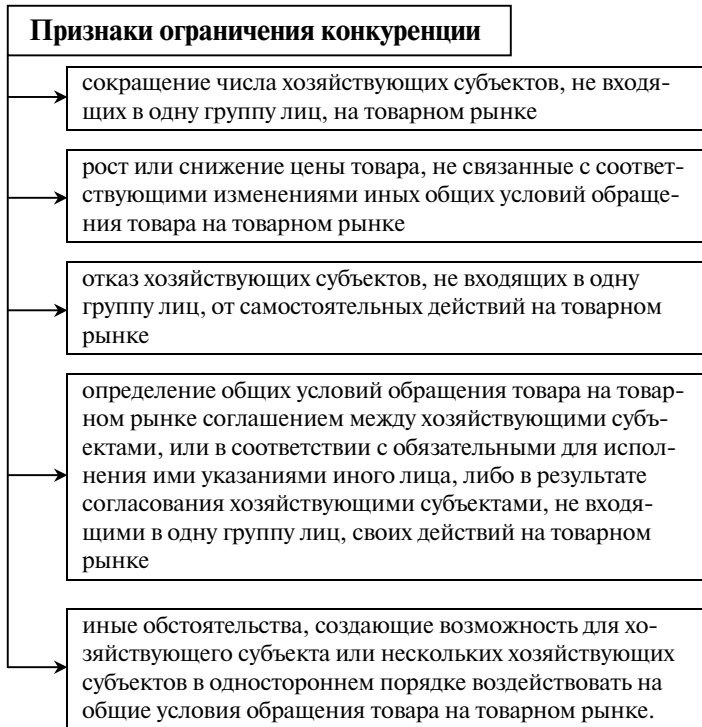 Признаки ограничения конкуренции
сокращение числа хозяйствующих субъектов, не входя-
щих в одну группу лиц, на товарном рынке
рост или снижение цены товара, не связанные с соответ-
ствующими изменениями иных общих условий обраще-
ния товара на товарном рынке
отказ хозяйствующих субъектов, не входящих в одну
группу лиц, от самостоятельных действий на товарном
рынке
определение общих условий обращения товара на товар-
ном рынке соглашением между хозяйствующими субъ-
ектами, или в соответствии с обязательными для испол-
нения ими указаниями иного лица, либо в результате
согласования хозяйствующими субъектами, не входя-
щими в одну группу лиц, своих действий на товарном
рынке
иные обстоятельства, создающие возможность для хо-
зяйствующего субъекта или нескольких хозяйствующих
субъектов в одностороннем порядке воздействовать на
общие условия обращения товара на товарном рынке.